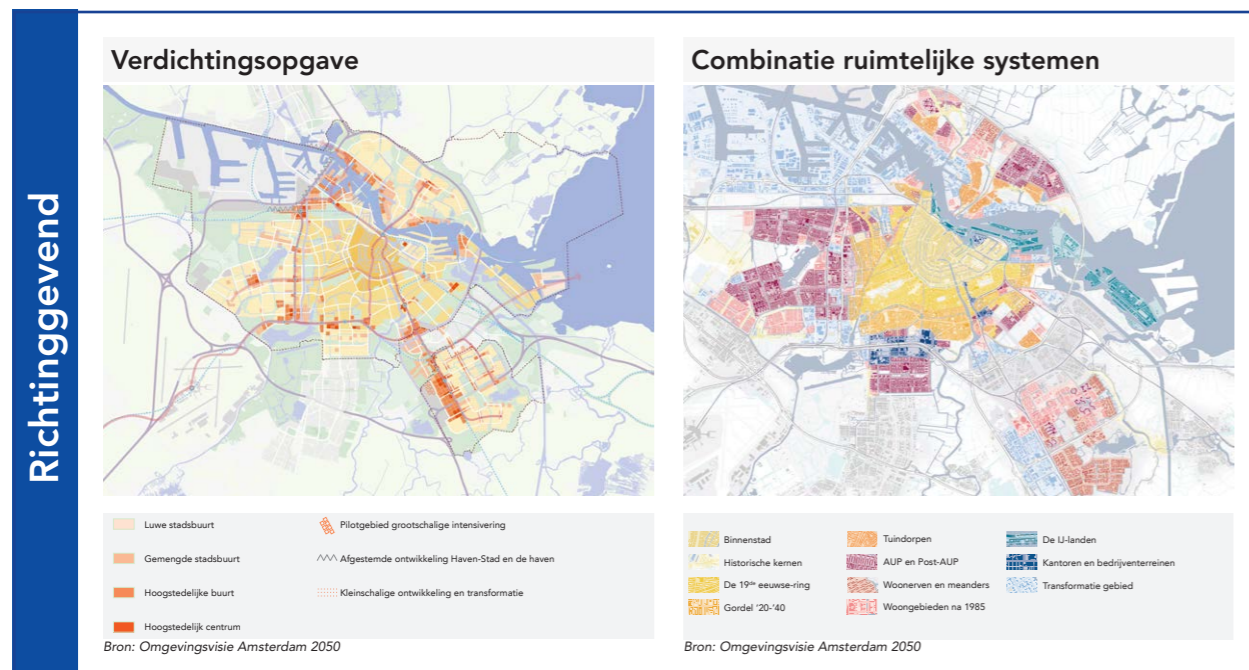 Richtinggevend
Verdichtingsopgave
Luwe stadsbuurt
Gemengde stadsbuurt
Hoogstedelijke buurt
Hoogstedelijk centrum
Pilotgebied grootschalige intensivering
Afgestemde ontwikkeling Haven-Stad en de haven
Kleinschalige ontwikkeling en transformatie
Bron: Omgevingsvisie Amsterdam 2050
Combinatie ruimtelijke systemen
Binnenstad
Historische kernen
De 19de eeuwse-ring
Gordel '20-'40
Tuindorpen
AUP en Post-AUP
Woonerven en meanders
Woongebieden na 1985
De IJ-landen
Kantoren en bedrijventerreinen
Transformatie gebied
Bron: Omgevingsvisie Amsterdam 2050